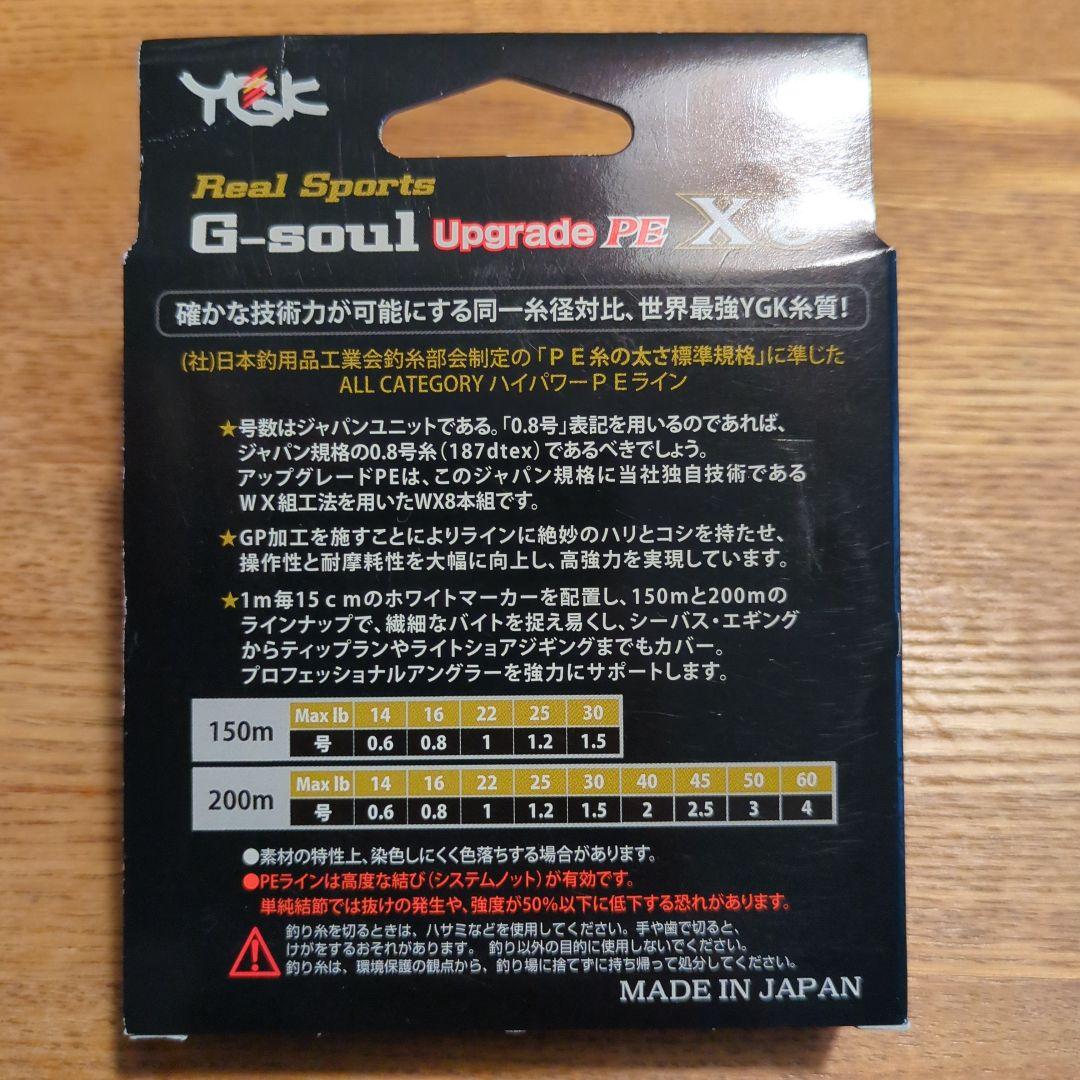 YGK
Real Sports
G-soul Upgrade PE X8
確かな技術力が可能にする同一糸径対比、世界最強YGK糸質!
(社)日本釣用品工業会釣糸部会制定の「PE糸の太さ標準規格」に準じた
ALL CATEGORY ハイパワーPEライン
★号数はジャパンユニットである。「0.8号」表記を用いるのであれば、
ジャパン規格の0.8号糸(187dtex)であるべきでしょう。
アップグレードPEは、このジャパン規格に当社独自技術である
WX組工法を用いたWX8本組です。
★GP加工を施すことによりラインに絶妙のハリとコシを持たせ、
操作性と耐摩耗性を大幅に向上し、高強力を実現しています。
★1m毎15cmのホワイトマーカーを配置し、150mと200mの
ラインナップで、繊細なバイトを捉え易くし、シーバス・エギング
からティップランやライトショアジギングまでもカバー。
プロフェッショナルアングラーを強力にサポートします。
150m
Max lb 14 16 22 25 30
号 0.6 0.8 1 1.2 1.5
200m
Max lb 14 16 22 25 30 40 45 50 60
号 0.6 0.8 1 1.2 1.5 2 2.5 3 4
●素材の特性上、染色しにくく色落ちする場合があります。
●PEラインは高度な結び(システムノット)が有効です。
単純結節では抜けの発生や、強度が50%以下に低下する恐れがあります。
釣り糸を切るときは、ハサミなどを使用してください。手や歯で切ると、
けがをするおそれがあります。 釣り以外の目的に使用しないでください。
釣り糸は、環境保護の観点から、釣り場に捨てずに持ち帰って処分してください。
MADE IN JAPAN